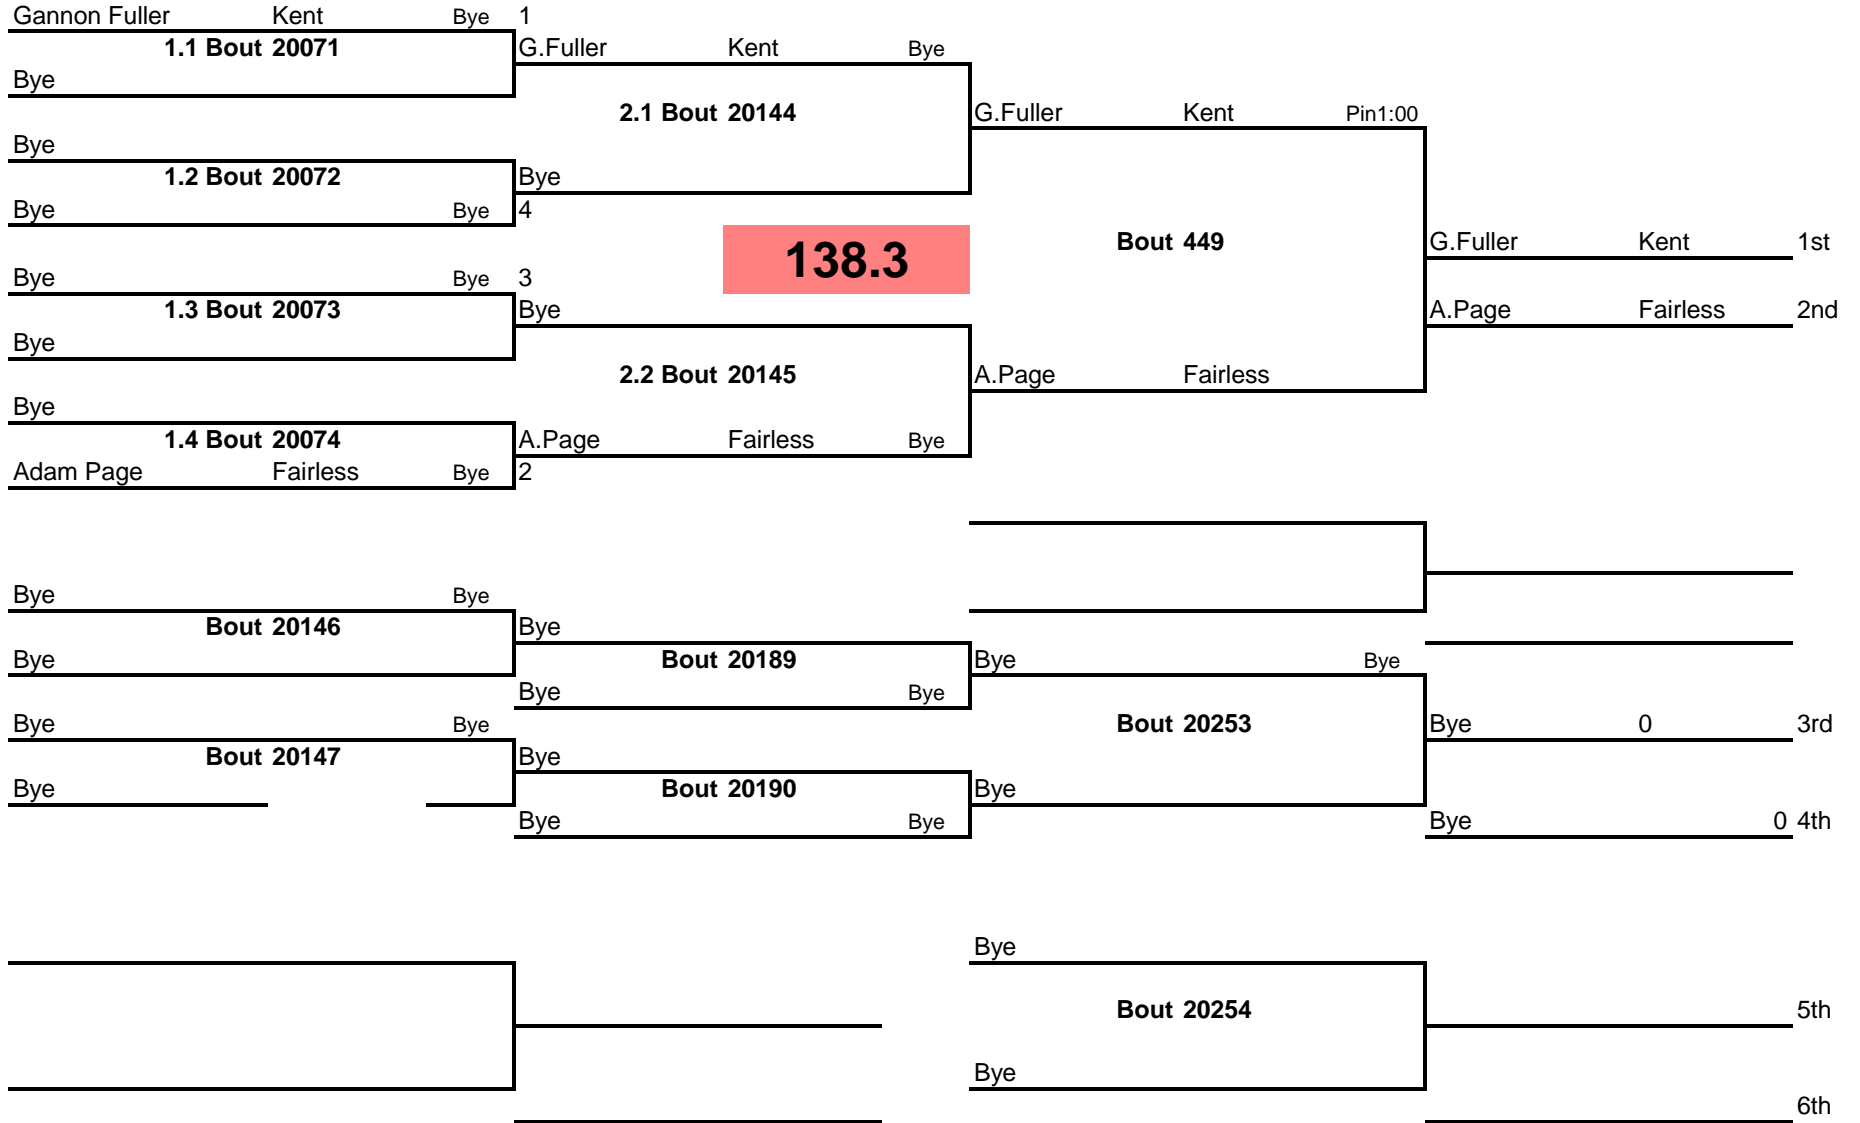 Gannon Fuller Kent Bye 1
1.1 Bout 20071 G.Fuller Kent Bye
Bye
2.1 Bout 20144 G.Fuller Kent Pin1:00
Bye
1.2 Bout 20072 Bye
Bye Bye 4
138.3 Bout 449 G.Fuller Kent 1st
Bye Bye 3
1.3 Bout 20073 Bye A.Page Fairless 2nd
Bye
2.2 Bout 20145 A.Page Fairless
Bye
1.4 Bout 20074 A.Page Fairless Bye
Adam Page Fairless Bye 2
Bye Bye
Bout 20146 Bye
Bye Bout 20189 Bye Bye
Bye Bye
Bye Bye Bout 20253 Bye 0 3rd
Bout 20147 Bye
Bye Bout 20190 Bye
Bye Bye Bye 0 4th
Bye
Bout 20254 5th
Bye
6th